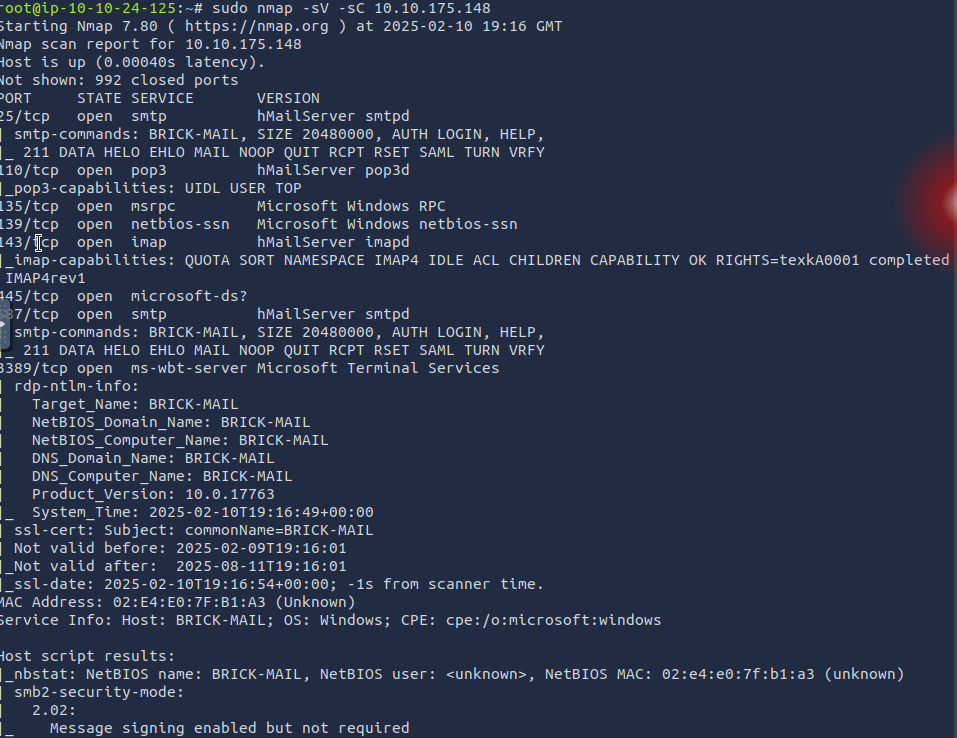 root@ip-10-10-24-125:~# sudo nmap -sV -sC 10.10.175.148
Starting Nmap 7.80 ( https://nmap.org ) at 2025-02-10 19:16 GMT
Nmap scan report for 10.10.175.148
Host is up (0.00040s latency).
Not shown: 992 closed ports
PORT     STATE SERVICE       VERSION
25/tcp   open  smtp          hMailServer smtpd
| smtp-commands: BRICK-MAIL, SIZE 20480000, AUTH LOGIN, HELP,
|_ 211 DATA HELO EHLO MAIL NOOP QUIT RCPT RSET SAML TURN VRFY
110/tcp  open  pop3          hMailServer pop3d
|_pop3-capabilities: UIDL USER TOP
135/tcp  open  msrpc         Microsoft Windows RPC
139/tcp  open  netbios-ssn   Microsoft Windows netbios-ssn
143/tcp  open  imap          hMailServer imapd
|_imap-capabilities: QUOTA SORT NAMESPACE IMAP4 IDLE ACL CHILDREN CAPABILITY OK RIGHTS=texkA0001 completed
IMAP4rev1
445/tcp  open  microsoft-ds?
587/tcp  open  smtp          hMailServer smtpd
| smtp-commands: BRICK-MAIL, SIZE 20480000, AUTH LOGIN, HELP,
|_ 211 DATA HELO EHLO MAIL NOOP QUIT RCPT RSET SAML TURN VRFY
3389/tcp open  ms-wbt-server Microsoft Terminal Services
| rdp-ntlm-info:
|   Target_Name: BRICK-MAIL
|   NetBIOS_Domain_Name: BRICK-MAIL
|   NetBIOS_Computer_Name: BRICK-MAIL
|   DNS_Domain_Name: BRICK-MAIL
|   DNS_Computer_Name: BRICK-MAIL
|   Product_Version: 10.0.17763
|_  System_Time: 2025-02-10T19:16:49+00:00
| ssl-cert: Subject: commonName=BRICK-MAIL
| Not valid before: 2025-02-09T19:16:01
|_Not valid after:  2025-08-11T19:16:01
|_ssl-date: 2025-02-10T19:16:54+00:00; -1s from scanner time.
MAC Address: 02:E4:E0:7F:B1:A3 (Unknown)
Service Info: Host: BRICK-MAIL; OS: Windows; CPE: cpe:/o:microsoft:windows

Host script results:
|_nbstat: NetBIOS name: BRICK-MAIL, NetBIOS user: <unknown>, NetBIOS MAC: 02:e4:e0:7f:b1:a3 (unknown)
| smb2-security-mode:
|   2.02:
|_    Message signing enabled but not required